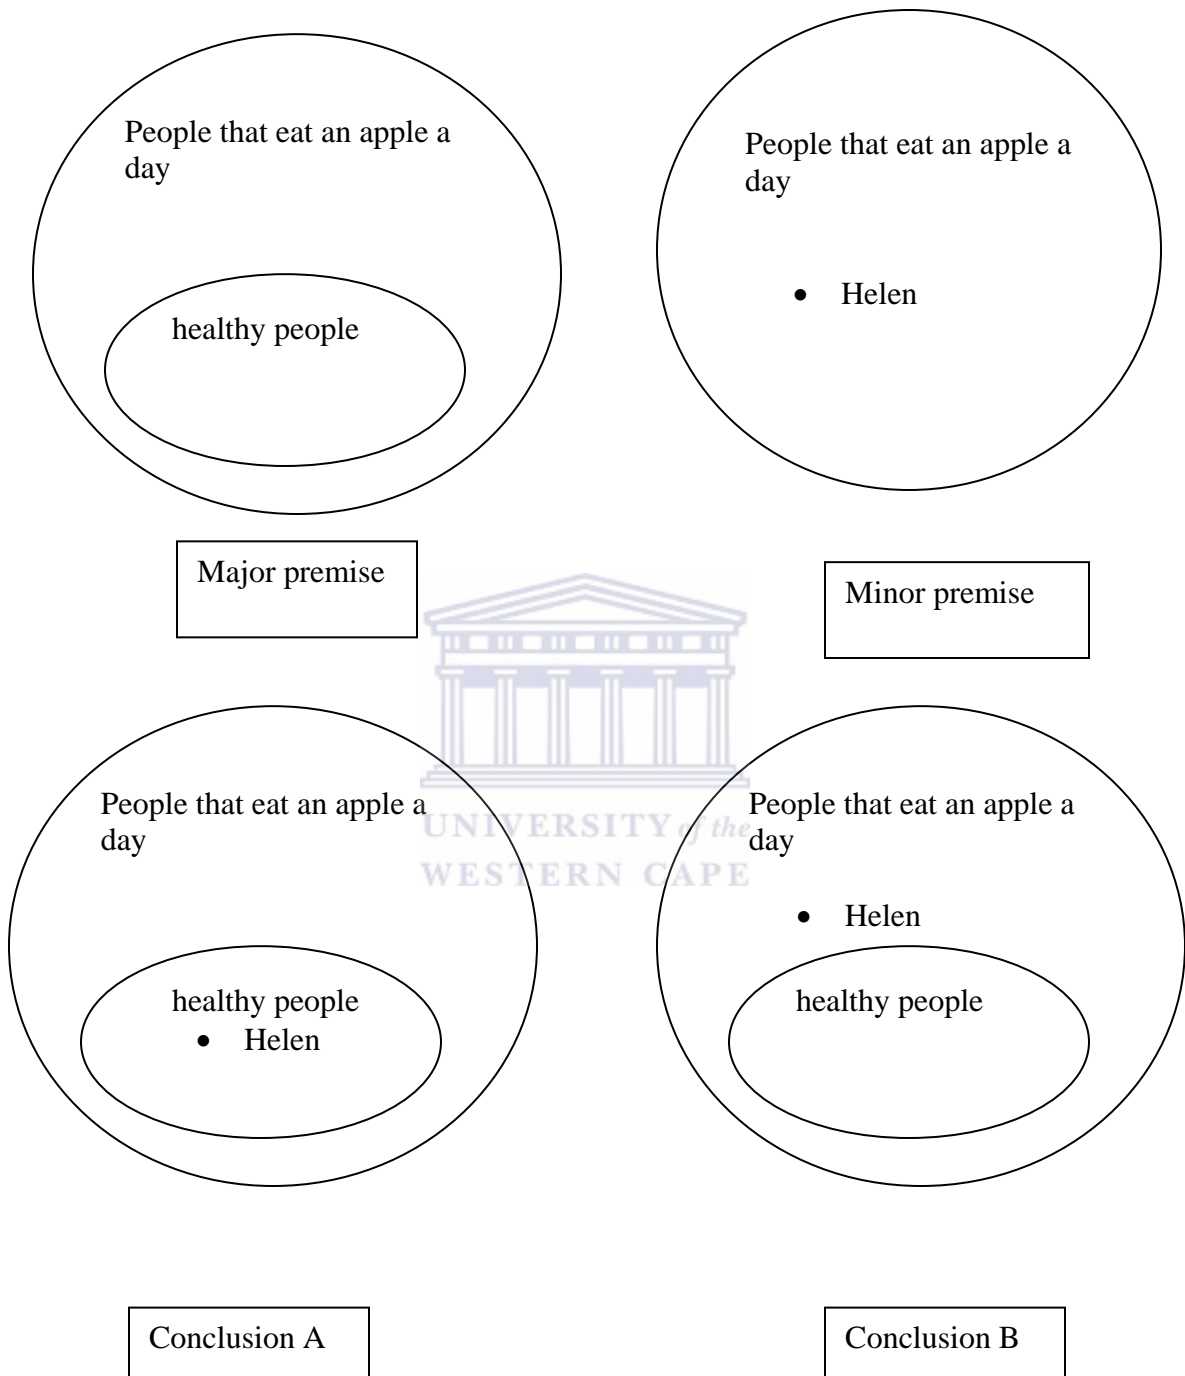 People that eat an apple a
day
healthy people
Major premise
People that eat an apple a
day
• Helen
Minor premise
UNIVERSITY of the
WESTERN CAPE
People that eat an apple a
day
healthy people
• Helen
Conclusion A
People that eat an apple a
day
• Helen
healthy people
Conclusion B